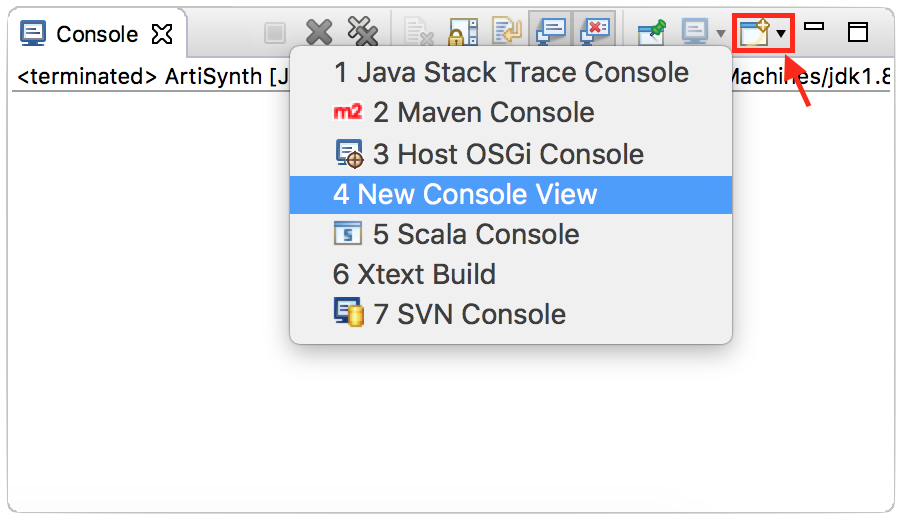 Console
<terminated> ArtiSynth [J
Machines/jdk1.8
1 Java Stack Trace Console
m2 2 Maven Console
3 Host OSGi Console
4 New Console View
S 5 Scala Console
6 Xtext Build
7 SVN Console